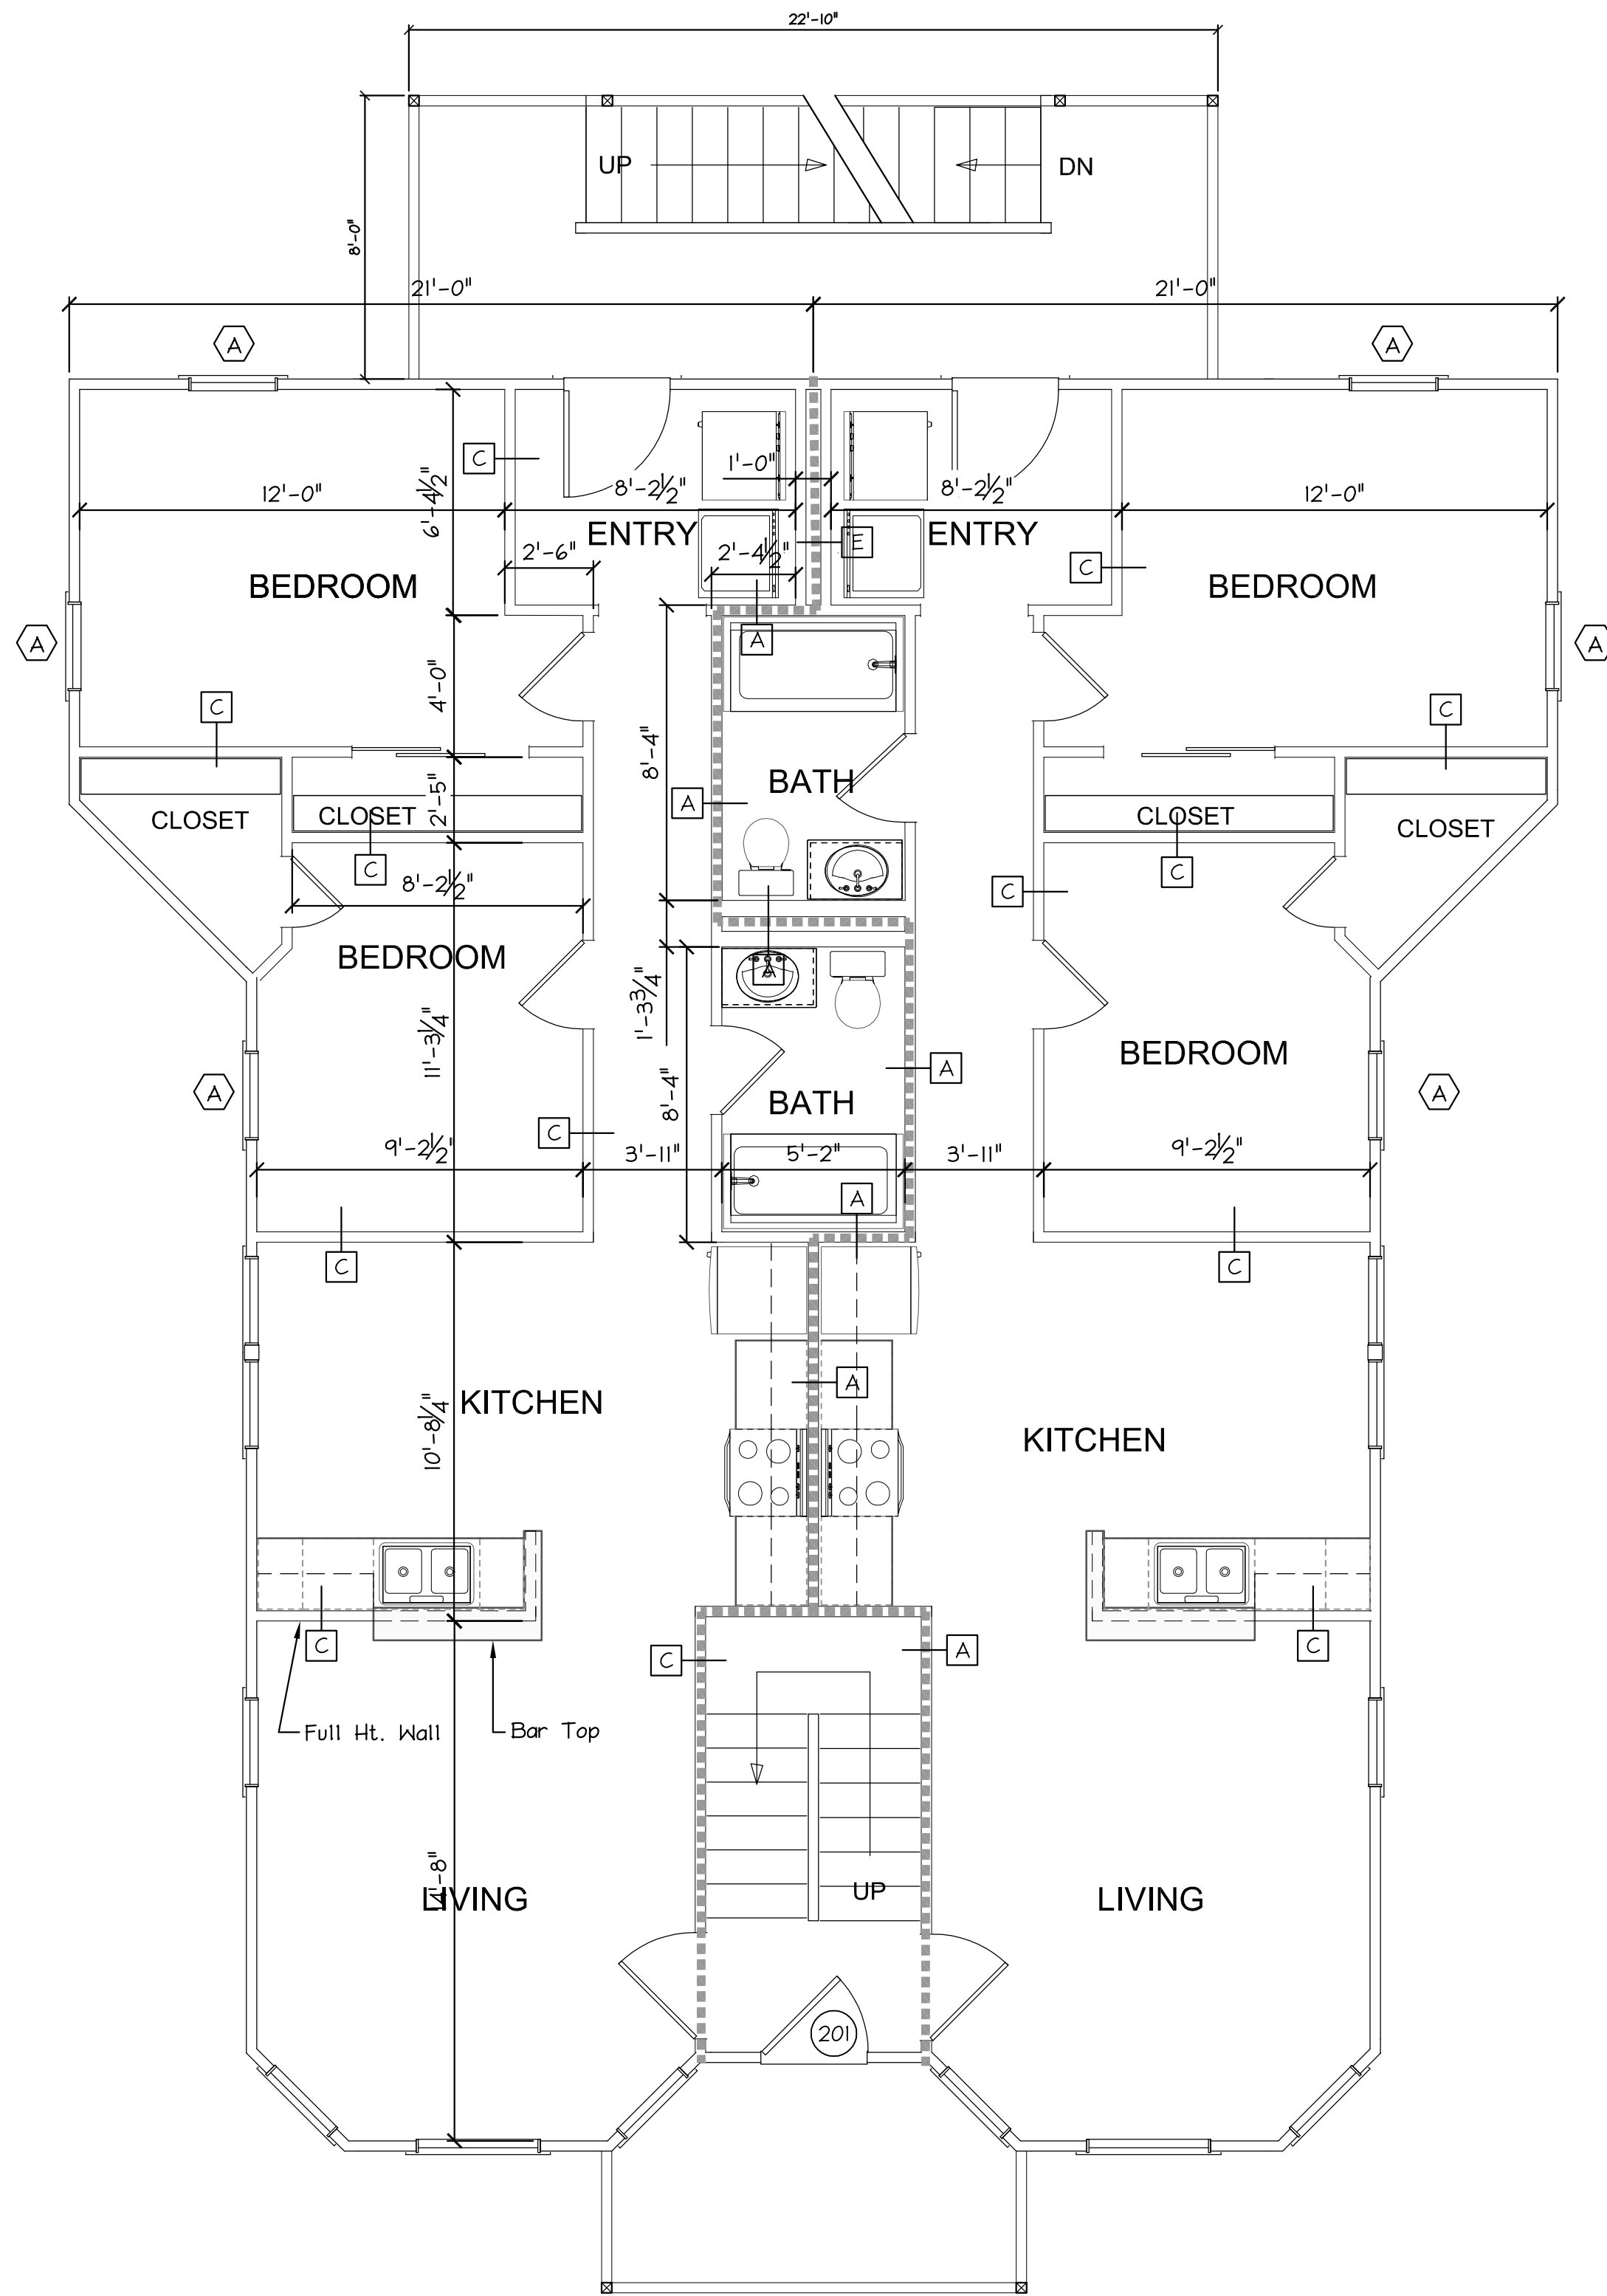 22'-10"
UP
DN
8'-0"
21'-0"
21'-0"
A
A
C
1'-0"
12'-0"
6'-4½"
8'-2½"
8'-2½"
12'-0"
ENTRY
ENTRY
E
2'-6"
2'-4½"
C
BEDROOM
BEDROOM
A
A
A
A
4'-0"
C
C
8'-4"
BATH
2'-5"
A
CLOSET
CLOSET
CLOSET
CLOSET
C
C
C
8'-2½"
BEDROOM
A
1'-3¾"
11'-3¼"
BEDROOM
A
A
A
8'-4"
BATH
C
9'-2½"
3'-11"
5'-2"
3'-11"
9'-2½"
A
C
C
A
10'-8¼"
KITCHEN
KITCHEN
C
C
C
A
Full Ht. Wall
Bar Top
14'-8"
LIVING
UP
LIVING
201